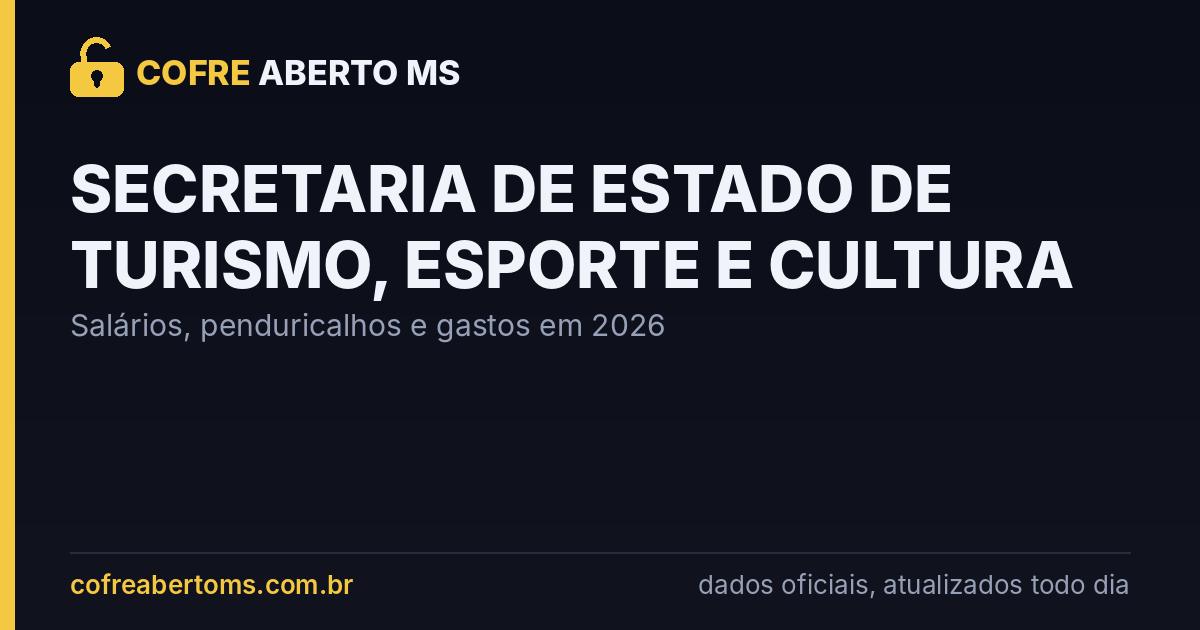 COFRE ABERTO MS
SECRETARIA DE ESTADO DE
TURISMO, ESPORTE E CULTURA
Salários, penduricalhos e gastos em 2026
cofreabertoms.com.br
dados oficiais, atualizados todo dia